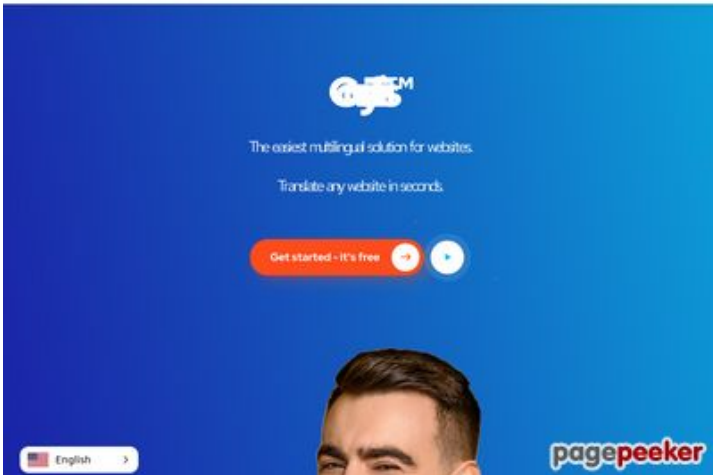 The easiest multilingual solution for websites.
Translate any website in seconds.
Get started - it's free
English
pagepeeker